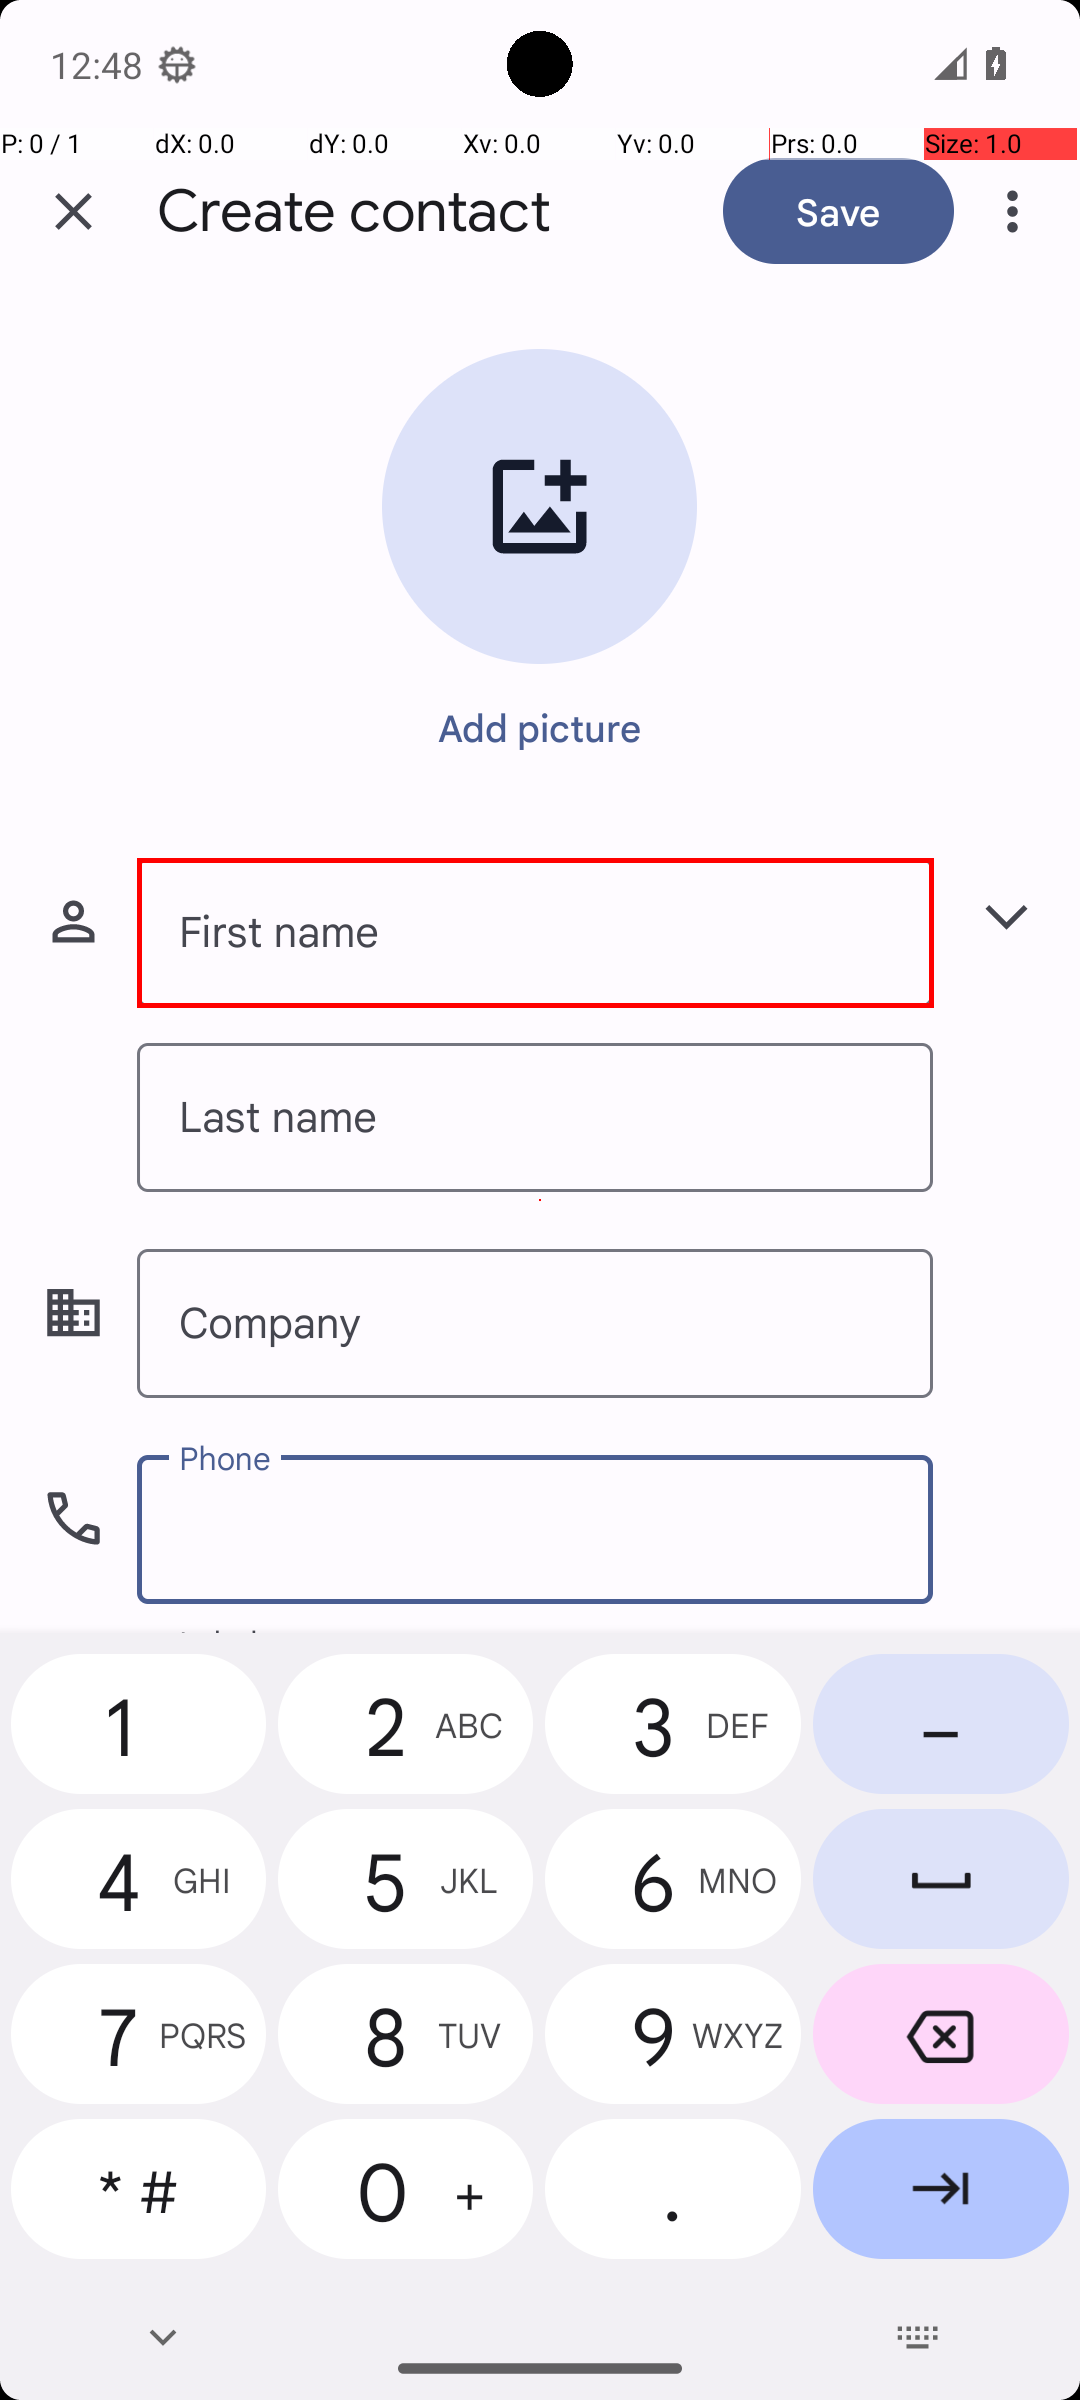 12:48
P: 0 / 1 dX: 0.0 dY: 0.0 Xv: 0.0 Yv: 0.0 Prs: 0.0 Size: 1.0
Create contact Save
Add picture
First name
Last name
Company
Phone
1 2 ABC 3 DEF –
4 GHI 5 JKL 6 MNO
7 PQRS 8 TUV 9 WXYZ
* # 0 + .